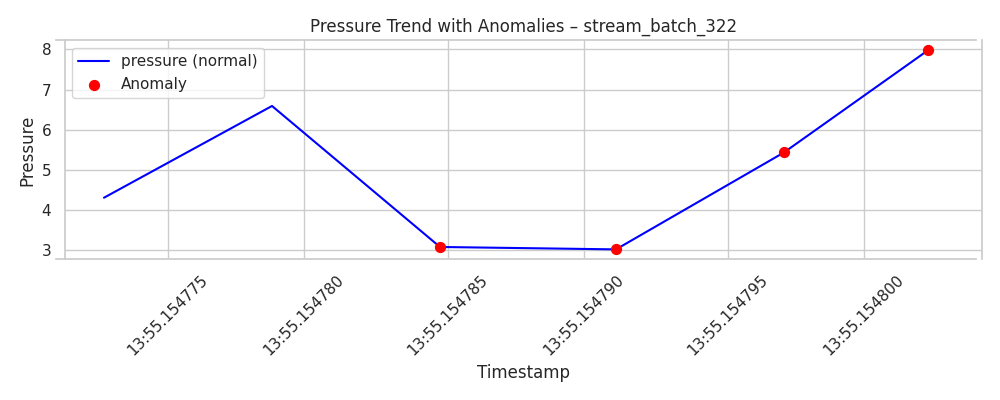 Pressure Trend with Anomalies – stream_batch_322
pressure (normal)
Anomaly
Pressure
8
7
6
5
4
3
13:55.154775
13:55.154780
13:55.154785
13:55.154790
13:55.154795
13:55.154800
Timestamp